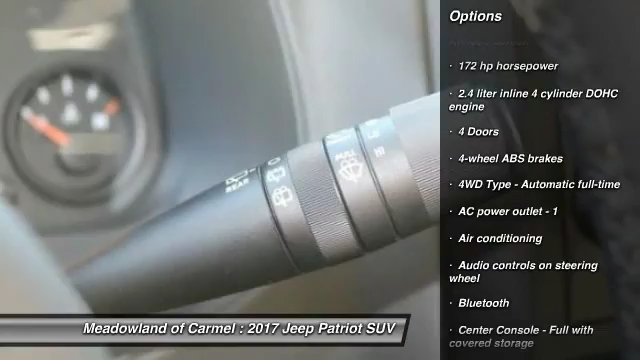 Options
· 172 hp horsepower
· 2.4 liter inline 4 cylinder DOHC
engine
· 4 Doors
· 4-wheel ABS brakes
· 4WD Type - Automatic full-time
· AC power outlet - 1
· Air conditioning
· Audio controls on steering
wheel
· Bluetooth
· Center Console - Full with
covered storage
REAR
PULL
Meadowland of Carmel : 2017 Jeep Patriot SUV